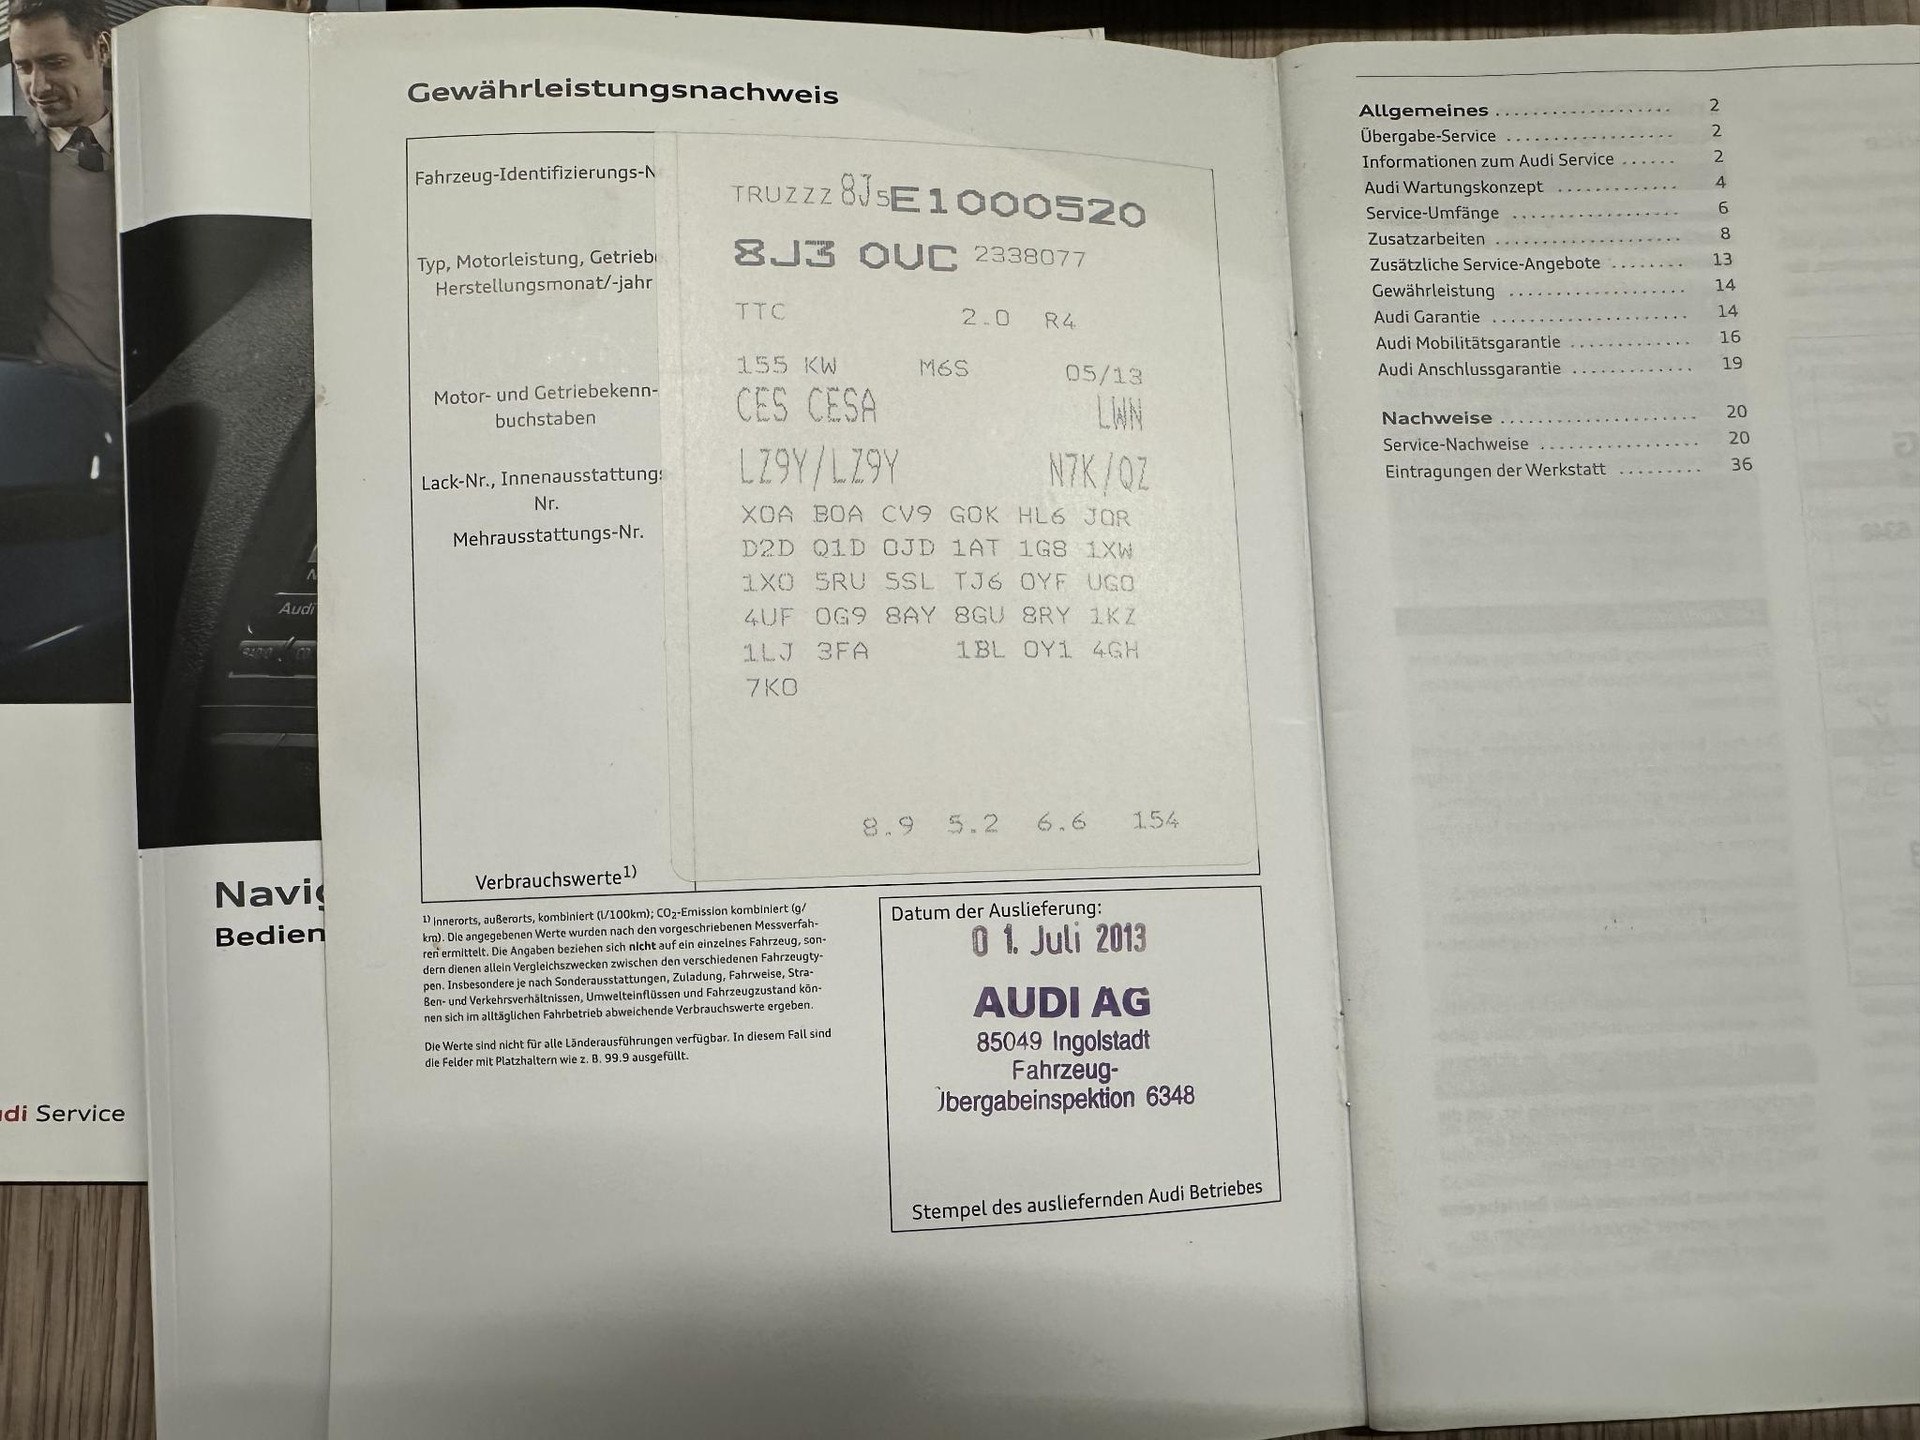 Gewährleistungsnachweis
Fahrzeug-Identifizierungs-N
TRUZZZ 8J5E1000520
8J3 0UC 2338077
Typ, Motorleistung, Getriebe
Herstellungsmonat/-jahr
TTC 2.0 R4
155 KW M6S 05/13
Motor- und Getriebekenn-
buchstaben
CES CESA LWN
Lack-Nr., Innenausstattungs
Nr.
LZ9Y/LZ9Y N7K/QZ
Mehrausstattungs-Nr.
X0A B0A CV9 G0K HL6 J0R
D2D Q1D 0JD 1AT 1G8 1XW
1X0 5RU 5SL TJ6 0YF UG0
4UF 0G9 8AY 8GU 8RY 1KZ
1LJ 3FA 1BL 0Y1 4GH
7K0
8.9 5.2 6.6 154
Verbrauchswerte1)
1) Innerorts, außerorts, kombiniert (l/100km); CO2-Emission kombiniert (g/
km). Die angegebenen Werte wurden nach den vorgeschriebenen Messverfah-
ren ermittelt. Die Angaben beziehen sich nicht auf ein einzelnes Fahrzeug, son-
dern dienen allein Vergleichszwecken zwischen den verschiedenen Fahrzeugty-
pen. Insbesondere je nach Sonderausstattungen, Zuladung, Fahrweise, Stra-
ßen- und Verkehrsverhältnissen, Umwelteinflüssen und Fahrzeugzustand kön-
nen sich im alltäglichen Fahrbetrieb abweichende Verbrauchswerte ergeben.
Die Werte sind nicht für alle Länderausführungen verfügbar. In diesem Fall sind
die Felder mit Platzhaltern wie z. B. 99.9 ausgefüllt.
Datum der Auslieferung:
0 1. Juli 2013
AUDI AG
85049 Ingolstadt
Fahrzeug-
Übergabeinspektion 6348
Stempel des ausliefernden Audi Betriebes
Allgemeines .................... 2
Übergabe-Service .................... 2
Informationen zum Audi Service ...... 2
Audi Wartungskonzept ............. 4
Service-Umfänge .................. 6
Zusatzarbeiten .................... 8
Zusätzliche Service-Angebote ........ 13
Gewährleistung .................... 14
Audi Garantie ...................... 14
Audi Mobilitätsgarantie ............. 16
Audi Anschlussgarantie ............. 19
Nachweise ...................... 20
Service-Nachweise .................. 20
Eintragungen der Werkstatt ......... 36
Audi
Navig
Bedien
di Service